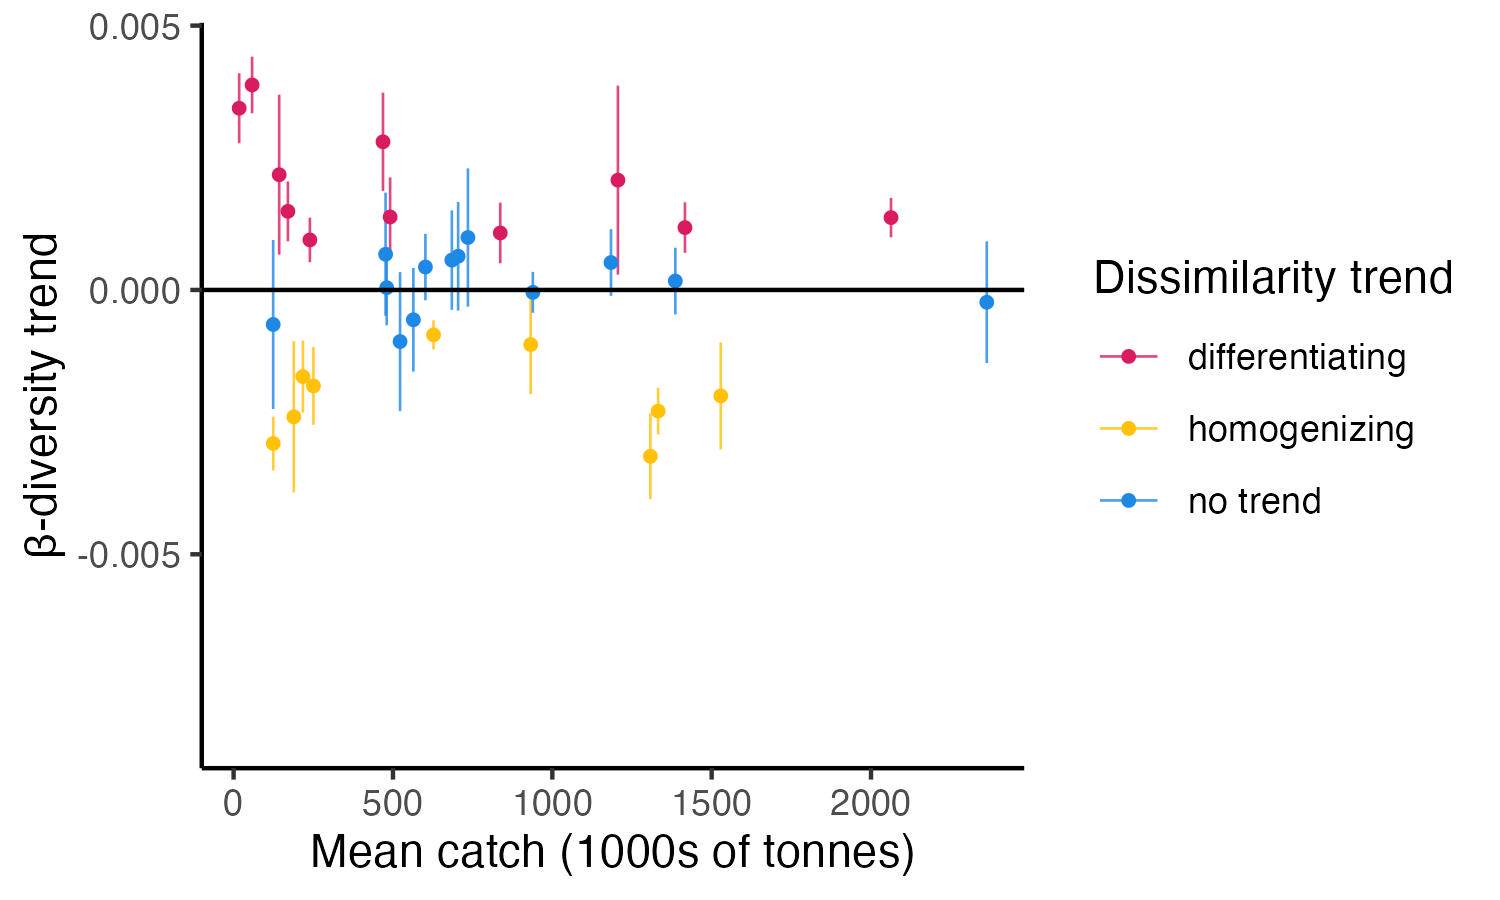 0.005
0.000
-0.005
β-diversity trend
0
500
1000
1500
2000
Mean catch (1000s of tonnes)
Dissimilarity trend
differentiating
homogenizing
no trend